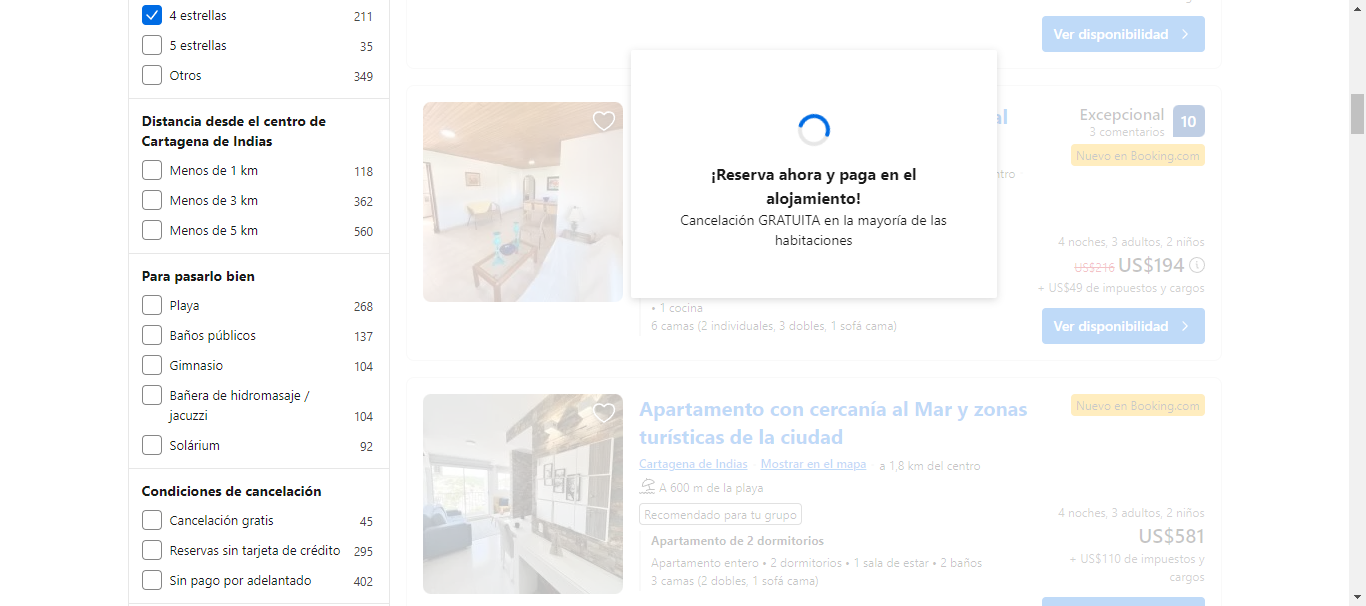 4 estrellas 211
5 estrellas 35
Otros 349
Distancia desde el centro de
Cartagena de Indias
Menos de 1 km 118
Menos de 3 km 362
Menos de 5 km 560
Para pasarlo bien
Playa 268
Baños públicos 137
Gimnasio 104
Bañera de hidromasaje /
jacuzzi 104
Solárium 92
Condiciones de cancelación
Cancelación gratis 45
Reservas sin tarjeta de crédito 295
Sin pago por adelantado 402
Ver disponibilidad
¡Reserva ahora y paga en el
alojamiento!
Cancelación GRATUITA en la mayoría de las
habitaciones
Excepcional 10
3 comentarios
Nuevo en Booking.com
4 noches, 3 adultos, 2 niños
US$216 US$194
+ US$49 de impuestos y cargos
• 1 cocina
6 camas (2 individuales, 3 dobles, 1 sofá cama)
Ver disponibilidad
Apartamento con cercanía al Mar y zonas
turísticas de la ciudad
Nuevo en Booking.com
Cartagena de Indias Mostrar en el mapa a 1,8 km del centro
A 600 m de la playa
Recomendado para tu grupo
Apartamento de 2 dormitorios
Apartamento entero • 2 dormitorios • 1 sala de estar • 2 baños
3 camas (2 dobles, 1 sofá cama)
4 noches, 3 adultos, 2 niños
US$581
+ US$110 de impuestos y
cargos